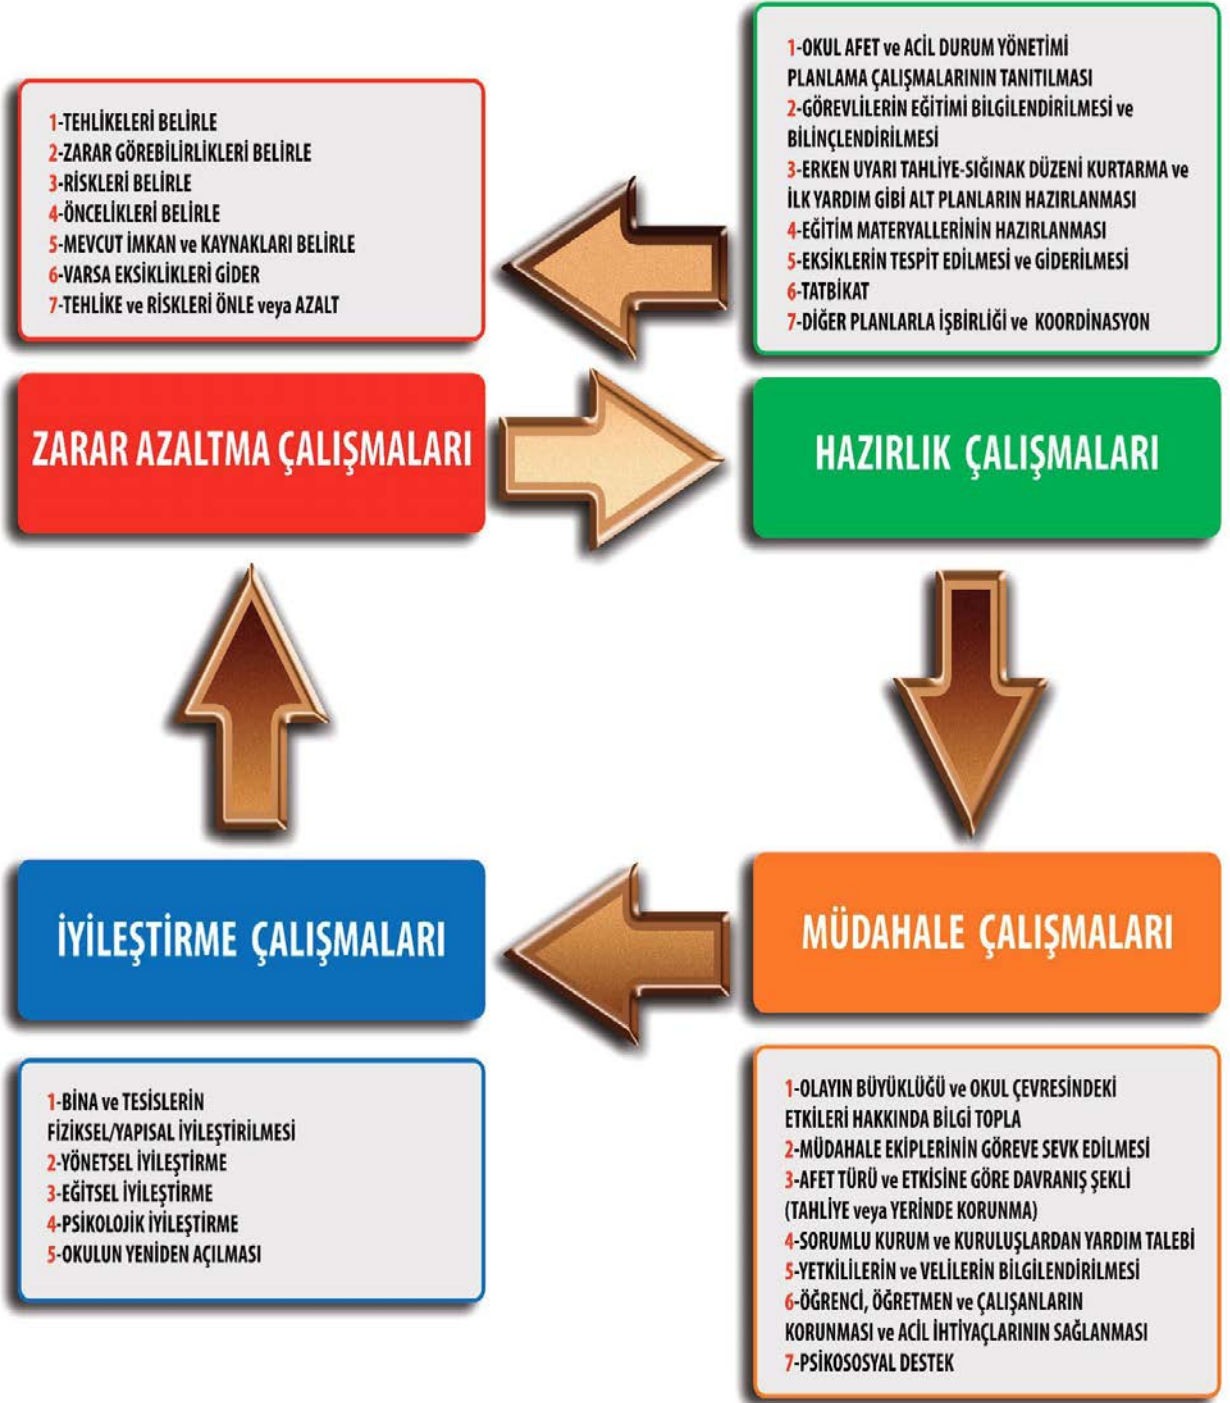 1-TEHLİKELERİ BELİRLE
2-ZARAR GÖREBİLİRLİKLERİ BELİRLE
3-RİSKLERİ BELİRLE
4-ÖNCELİKLERİ BELİRLE
5-MEVCUT İMKAN ve KAYNAKLARI BELİRLE
6-VARSA EKSİKLİKLERİ GİDER
7-TEHLİKE ve RİSKLERİ ÖNLE veya AZALT
ZARAR AZALTMA ÇALIŞMALARI
1-OKUL AFET ve ACİL DURUM YÖNETİMİ
PLANLAMA ÇALIŞMALARININ TANITILMASI
2-GÖREVLİLERİN EĞİTİMİ BİLGİLENDİRİLMESİ ve
BİLİNÇLENDİRİLMESİ
3-ERKEN UYARI TAHLİYE-SIĞINAK DÜZENİ KURTARMA ve
İLK YARDIM GİBİ ALT PLANLARIN HAZIRLANMASI
4-EĞİTİM MATERYALLERİNİN HAZIRLANMASI
5-EKSİKLERİN TESPİT EDİLMESİ ve GİDERİLMESİ
6-TATBİKAT
7-DİĞER PLANLARLA İŞBİRLİĞİ ve KOORDİNASYON
HAZIRLIK ÇALIŞMALARI
MÜDAHALE ÇALIŞMALARI
1-OLAYIN BÜYÜKLÜĞÜ ve OKUL ÇEVRESİNDEKİ
ETKİLERİ HAKKINDA BİLGİ TOPLA
2-MÜDAHALE EKİPLERİNİN GÖREVE SEVK EDİLMESİ
3-AFET TÜRÜ ve ETKİSİNE GÖRE DAVRANIŞ ŞEKLİ
(TAHLİYE veya YERİNDE KORUNMA)
4-SORUMLU KURUM ve KURULUŞLARDAN YARDIM TALEBİ
5-YETKİLİLERİN ve VELİLERİN BİLGİLENDİRİLMESİ
6-ÖĞRENCİ, ÖĞRETMEN ve ÇALIŞANLARIN
KORUNMASI ve ACİL İHTİYAÇLARININ SAĞLANMASI
7-PSİKOSOSYAL DESTEK
İYİLEŞTİRME ÇALIŞMALARI
1-BİNA ve TESİSLERİN
FİZİKSEL/YAPISAL İYİLEŞTİRİLMESİ
2-YÖNETSEL İYİLEŞTİRME
3-EĞİTSEL İYİLEŞTİRME
4-PSİKOLOJİK İYİLEŞTİRME
5-OKULUN YENİDEN AÇILMASI